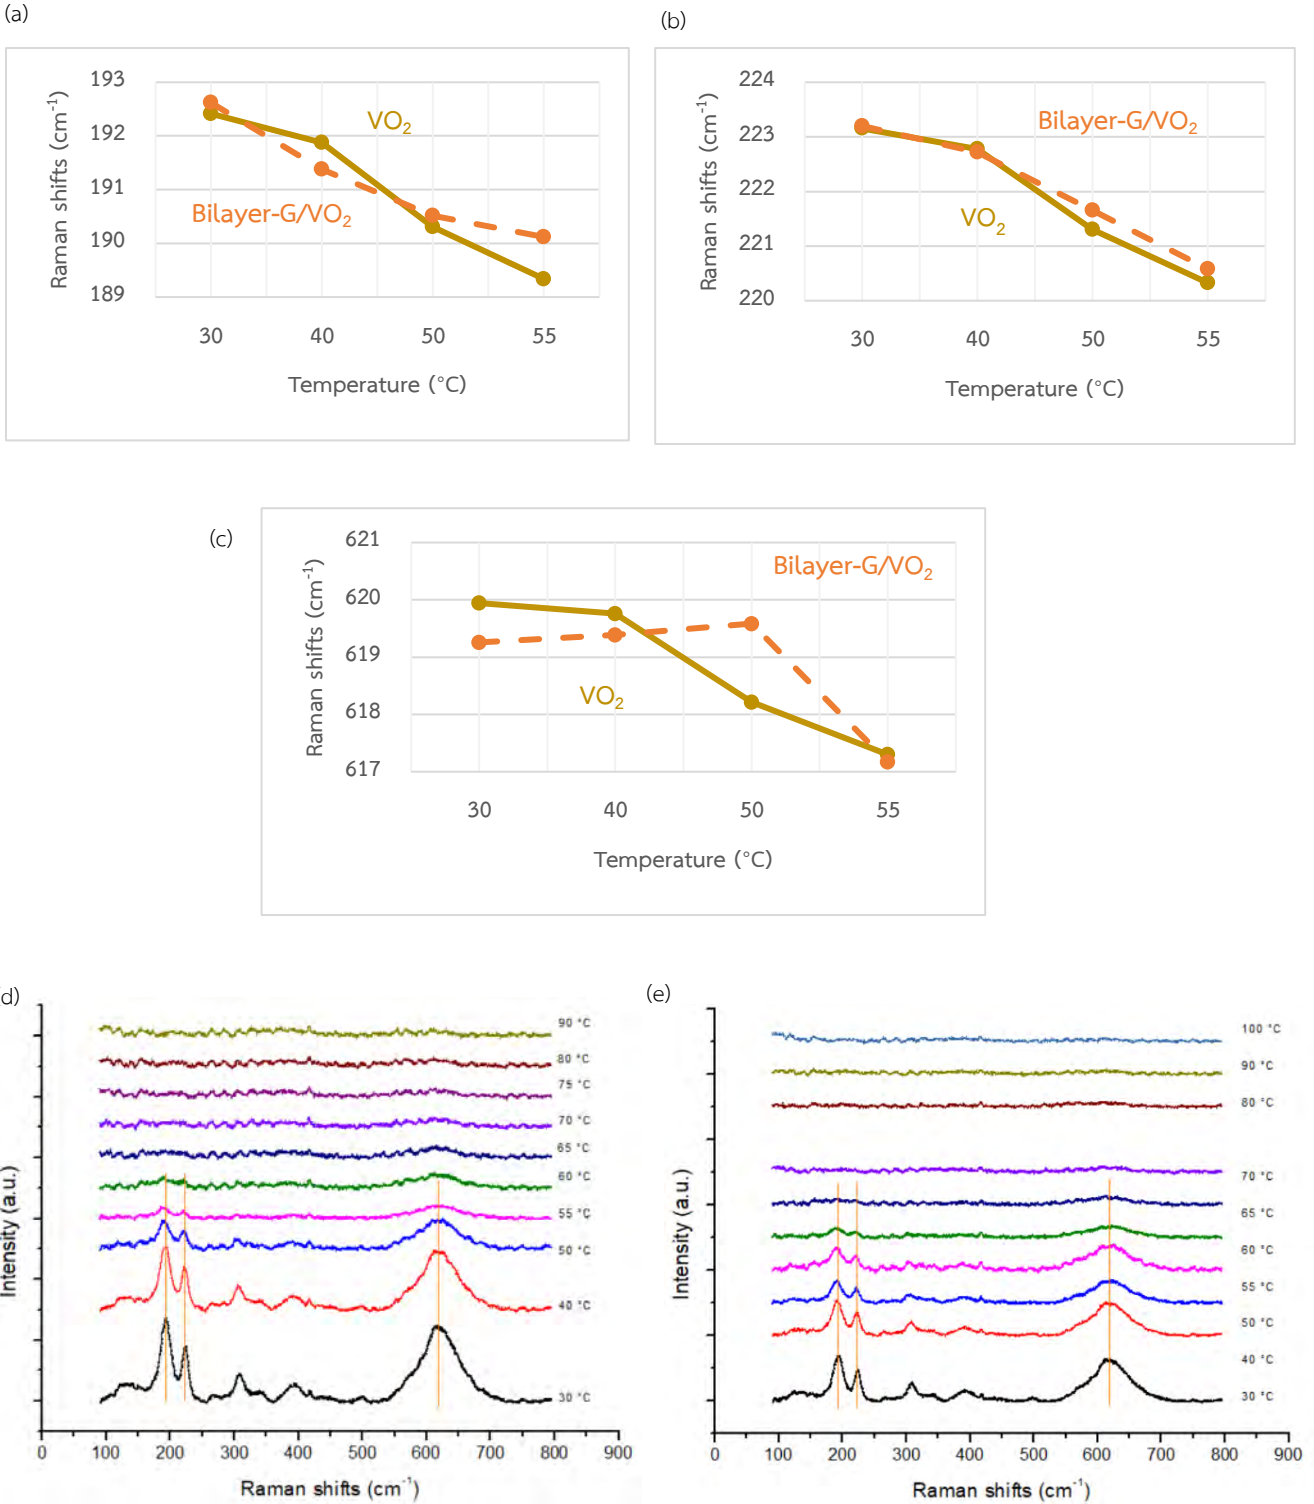 (a)
193
192
191
190
189
Raman shifts (cm⁻¹)
VO₂
Bilayer-G/VO₂
30 40 50 55
Temperature (°C)
(b)
224
223
222
221
220
Raman shifts (cm⁻¹)
Bilayer-G/VO₂
VO₂
30 40 50 55
Temperature (°C)
(c)
621
620
619
618
617
Raman shifts (cm⁻¹)
Bilayer-G/VO₂
VO₂
30 40 50 55
Temperature (°C)
d)
90 °C
80 °C
75 °C
70 °C
65 °C
60 °C
55 °C
50 °C
40 °C
30 °C
Intensity (a.u.)
0 100 200 300 400 500 600 700 800 900
Raman shifts (cm⁻¹)
(e)
100 °C
90 °C
80 °C
70 °C
65 °C
60 °C
55 °C
50 °C
40 °C
30 °C
Intensity (a.u.)
0 100 200 300 400 500 600 700 800 900
Raman shifts (cm⁻¹)